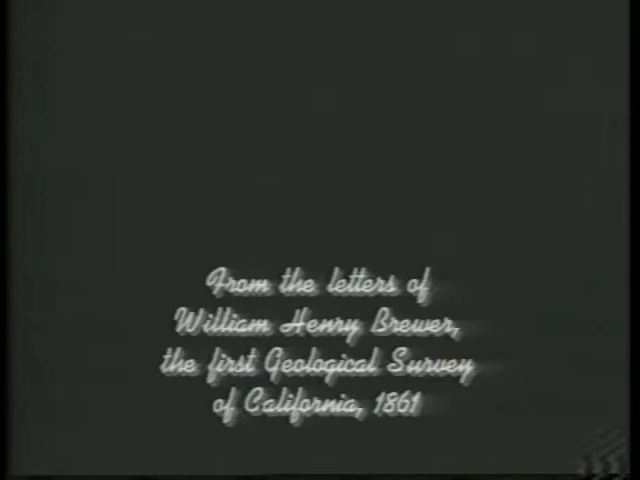 From the letters of
William Henry Brewer,
the first Geological Survey
of California, 1861